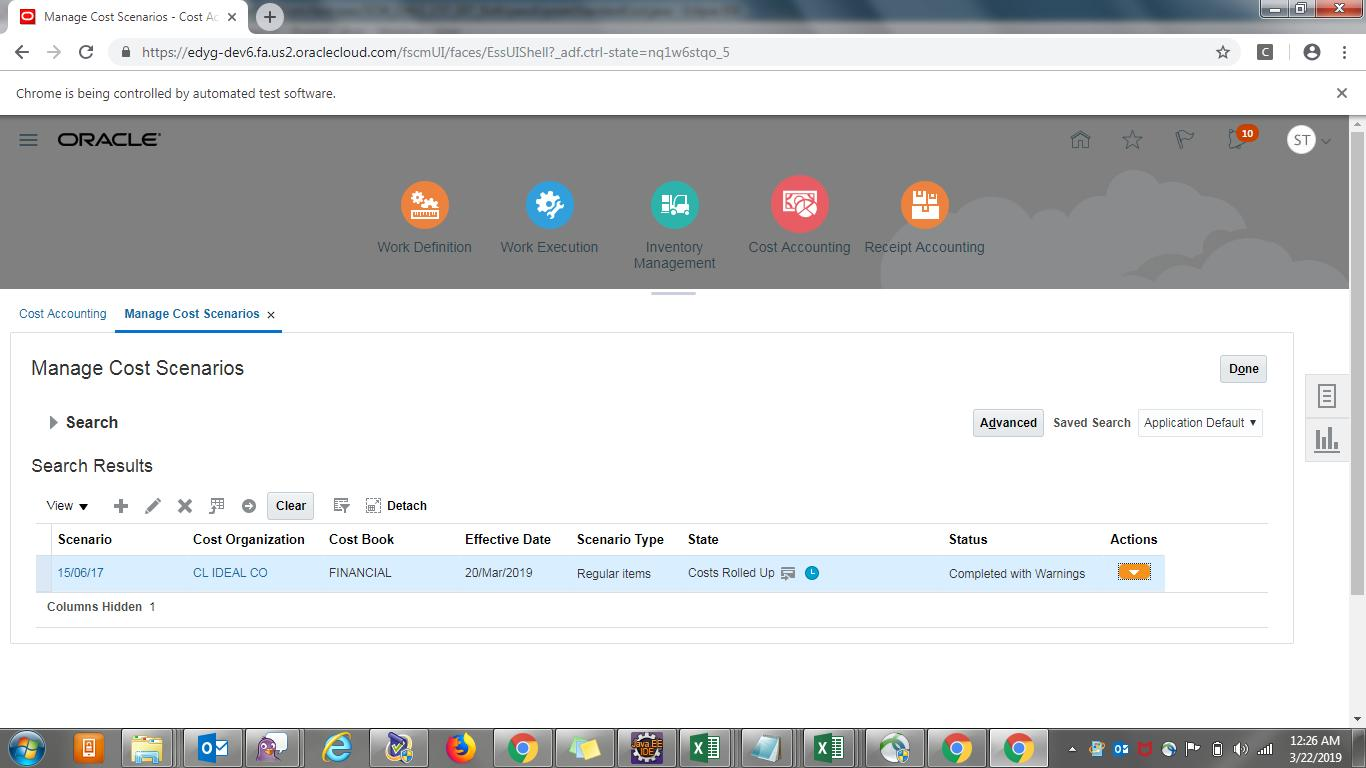 Manage Cost Scenarios - Cost Ac
https://edyg-dev6.fa.us2.oraclecloud.com/fscmUI/faces/EssUIShell?_adf.ctrl-state=nq1w6stqo_5
C
Chrome is being controlled by automated test software.
ORACLE
10
ST
Work Definition
Work Execution
Inventory
Management
Cost Accounting
Receipt Accounting
Cost Accounting
Manage Cost Scenarios
Manage Cost Scenarios
Done
Search
Advanced
Saved Search
Application Default
Search Results
View
Clear
Detach
Scenario Cost Organization Cost Book Effective Date Scenario Type State Status Actions
15/06/17 CL IDEAL CO FINANCIAL 20/Mar/2019 Regular items Costs Rolled Up Completed with Warnings
Columns Hidden 1
Java EE
IDE
12:26 AM
3/22/2019